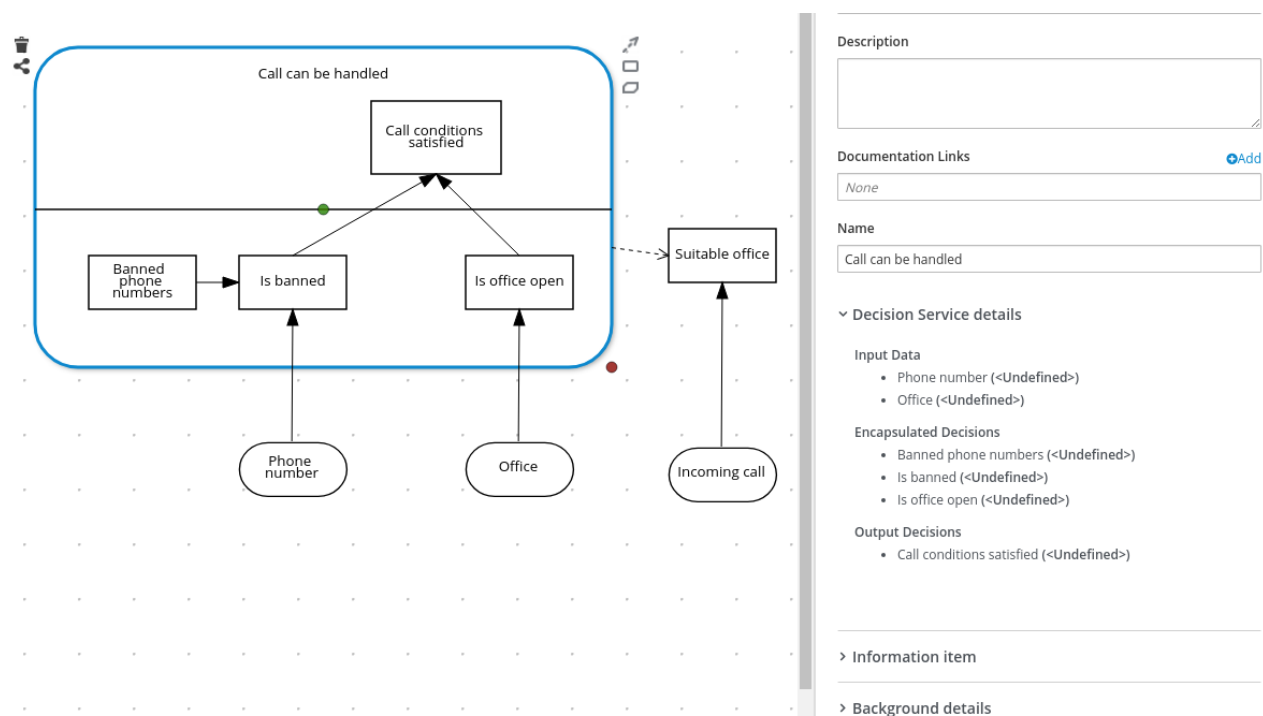 Call can be handled
Call conditions
satisfied
Banned
phone
numbers
Is banned
Is office open
Suitable office
Phone
number
Office
Incoming call
Description
Documentation Links
Add
None
Name
Call can be handled
Decision Service details
Input Data
Phone number (<Undefined>)
Office (<Undefined>)
Encapsulated Decisions
Banned phone numbers (<Undefined>)
Is banned (<Undefined>)
Is office open (<Undefined>)
Output Decisions
Call conditions satisfied (<Undefined>)
Information item
Background details